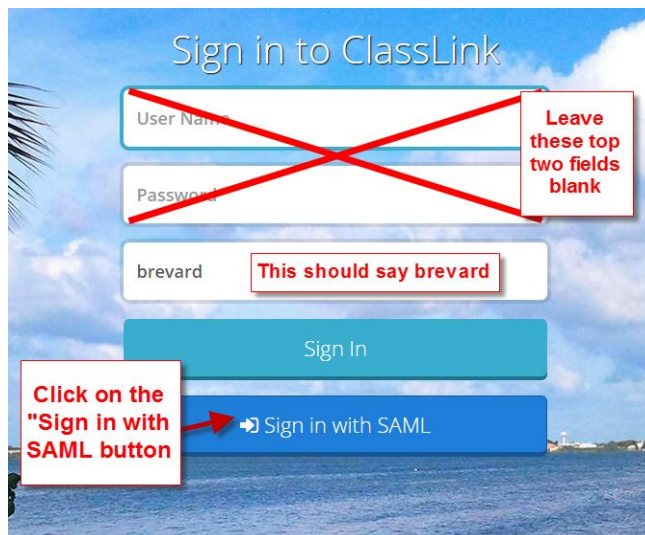 Sign in to ClassLink
User Name
Leave
these top
two fields
blank
Password
brevard
This should say brevard
Sign In
Click on the
"Sign in with
SAML button
Sign in with SAML